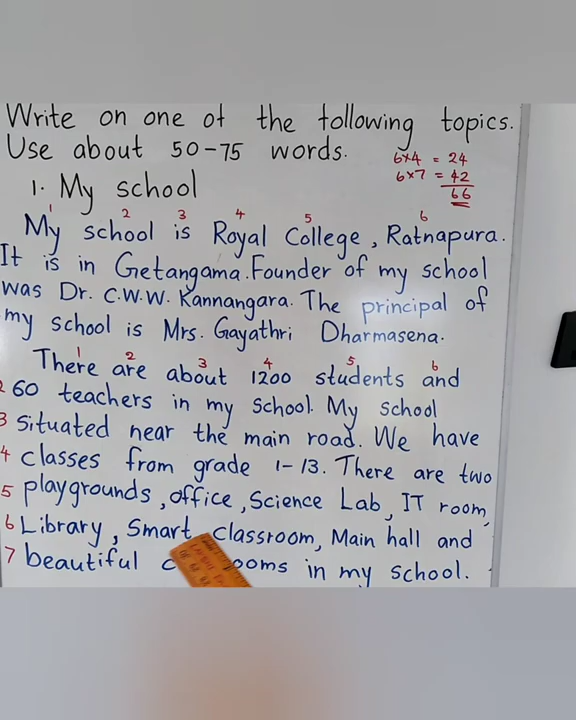 Write on one of the following topics.
Use about 50-75 words.
6x4 = 24
6x7 = 42
66
1. My school
1 2 3 4 5 6
My school is Royal College, Ratnapura.
It is in Getangama. Founder of my school
was Dr. C.W.W. Kannangara. The principal of
my school is Mrs. Gayathri Dharmasena.
1 2 3 4 5 6
There are about 1200 students and
2 60 teachers in my school. My school
3 situated near the main road. We have
4 classes from grade 1-13. There are two
5 playgrounds, office, Science Lab, IT room,
6 Library, Smart classroom, Main hall and
7 beautiful in my school.